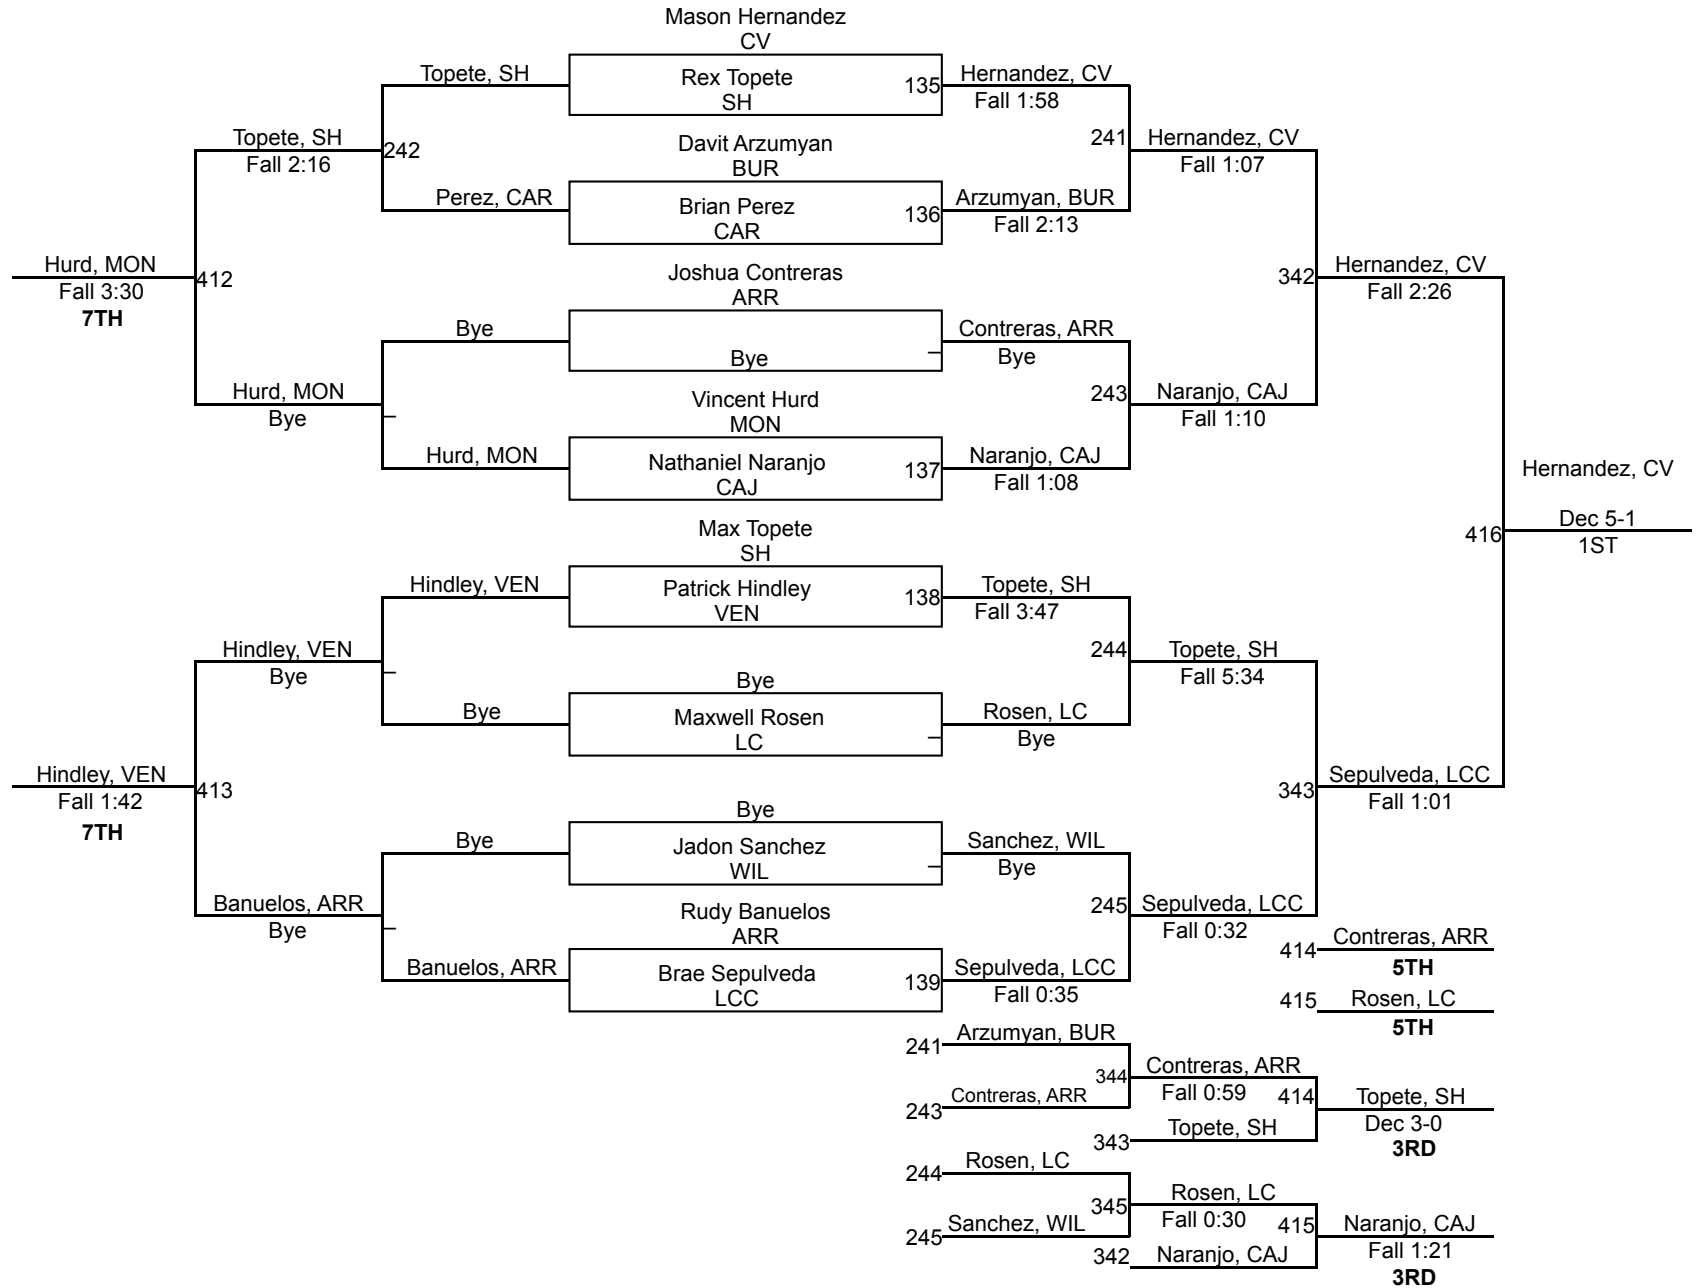 Mason Hernandez
CV
Topete, SH
Rex Topete
SH
135
Hernandez, CV
Fall 1:58
Topete, SH
Fall 2:16
242
Davit Arzumyan
BUR
241
Hernandez, CV
Fall 1:07
Perez, CAR
Brian Perez
CAR
136
Arzumyan, BUR
Fall 2:13
Hurd, MON
Fall 3:30
7TH
412
Joshua Contreras
ARR
342
Hernandez, CV
Fall 2:26
Bye
Bye
Contreras, ARR
Bye
Hurd, MON
Bye
Vincent Hurd
MON
243
Naranjo, CAJ
Fall 1:10
Hurd, MON
Nathaniel Naranjo
CAJ
137
Naranjo, CAJ
Fall 1:08
Hernandez, CV
416
Dec 5-1
1ST
Max Topete
SH
Hindley, VEN
Patrick Hindley
VEN
138
Topete, SH
Fall 3:47
Hindley, VEN
Bye
244
Topete, SH
Fall 5:34
Bye
Bye
Maxwell Rosen
LC
Rosen, LC
Bye
Hindley, VEN
Fall 1:42
7TH
413
343
Sepulveda, LCC
Fall 1:01
Bye
Bye
Jadon Sanchez
WIL
Sanchez, WIL
Bye
Banuelos, ARR
Bye
Rudy Banuelos
ARR
245
Sepulveda, LCC
Fall 0:32
Banuelos, ARR
Brae Sepulveda
LCC
139
Sepulveda, LCC
Fall 0:35
414
Contreras, ARR
5TH
415
Rosen, LC
5TH
241
Arzumyan, BUR
344
Contreras, ARR
Fall 0:59
243
Contreras, ARR
414
Topete, SH
Dec 3-0
3RD
343
Topete, SH
244
Rosen, LC
345
Rosen, LC
Fall 0:30
245
Sanchez, WIL
415
Naranjo, CAJ
Fall 1:21
3RD
342
Naranjo, CAJ